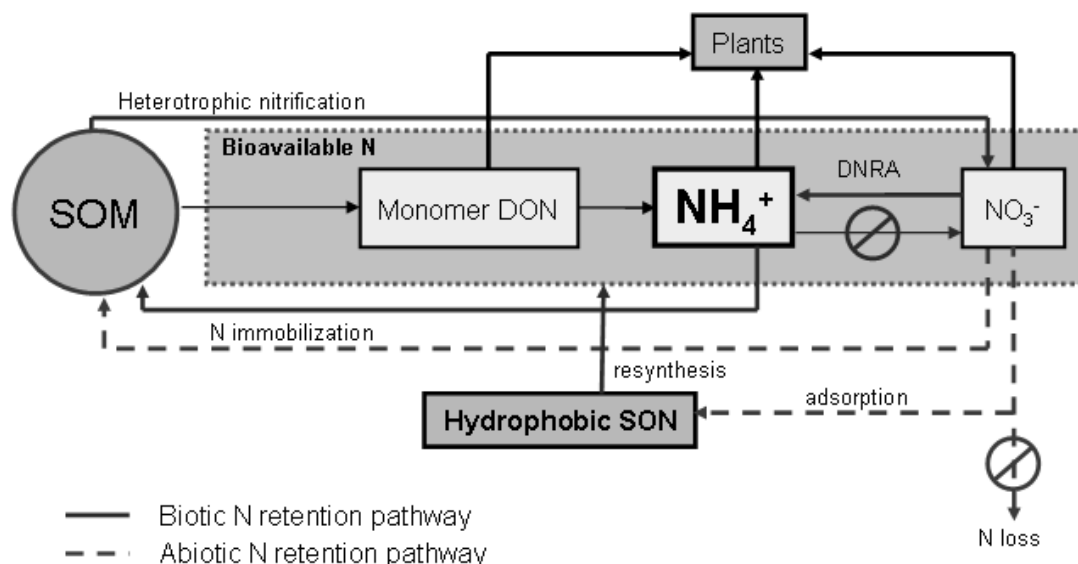 Plants
Heterotrophic nitrification
Bioavailable N
DNRA
SOM
Monomer DON
NH₄⁺
NO₃⁻
N immobilization
resynthesis
adsorption
Hydrophobic SON
Biotic N retention pathway
N loss
Abiotic N retention pathway